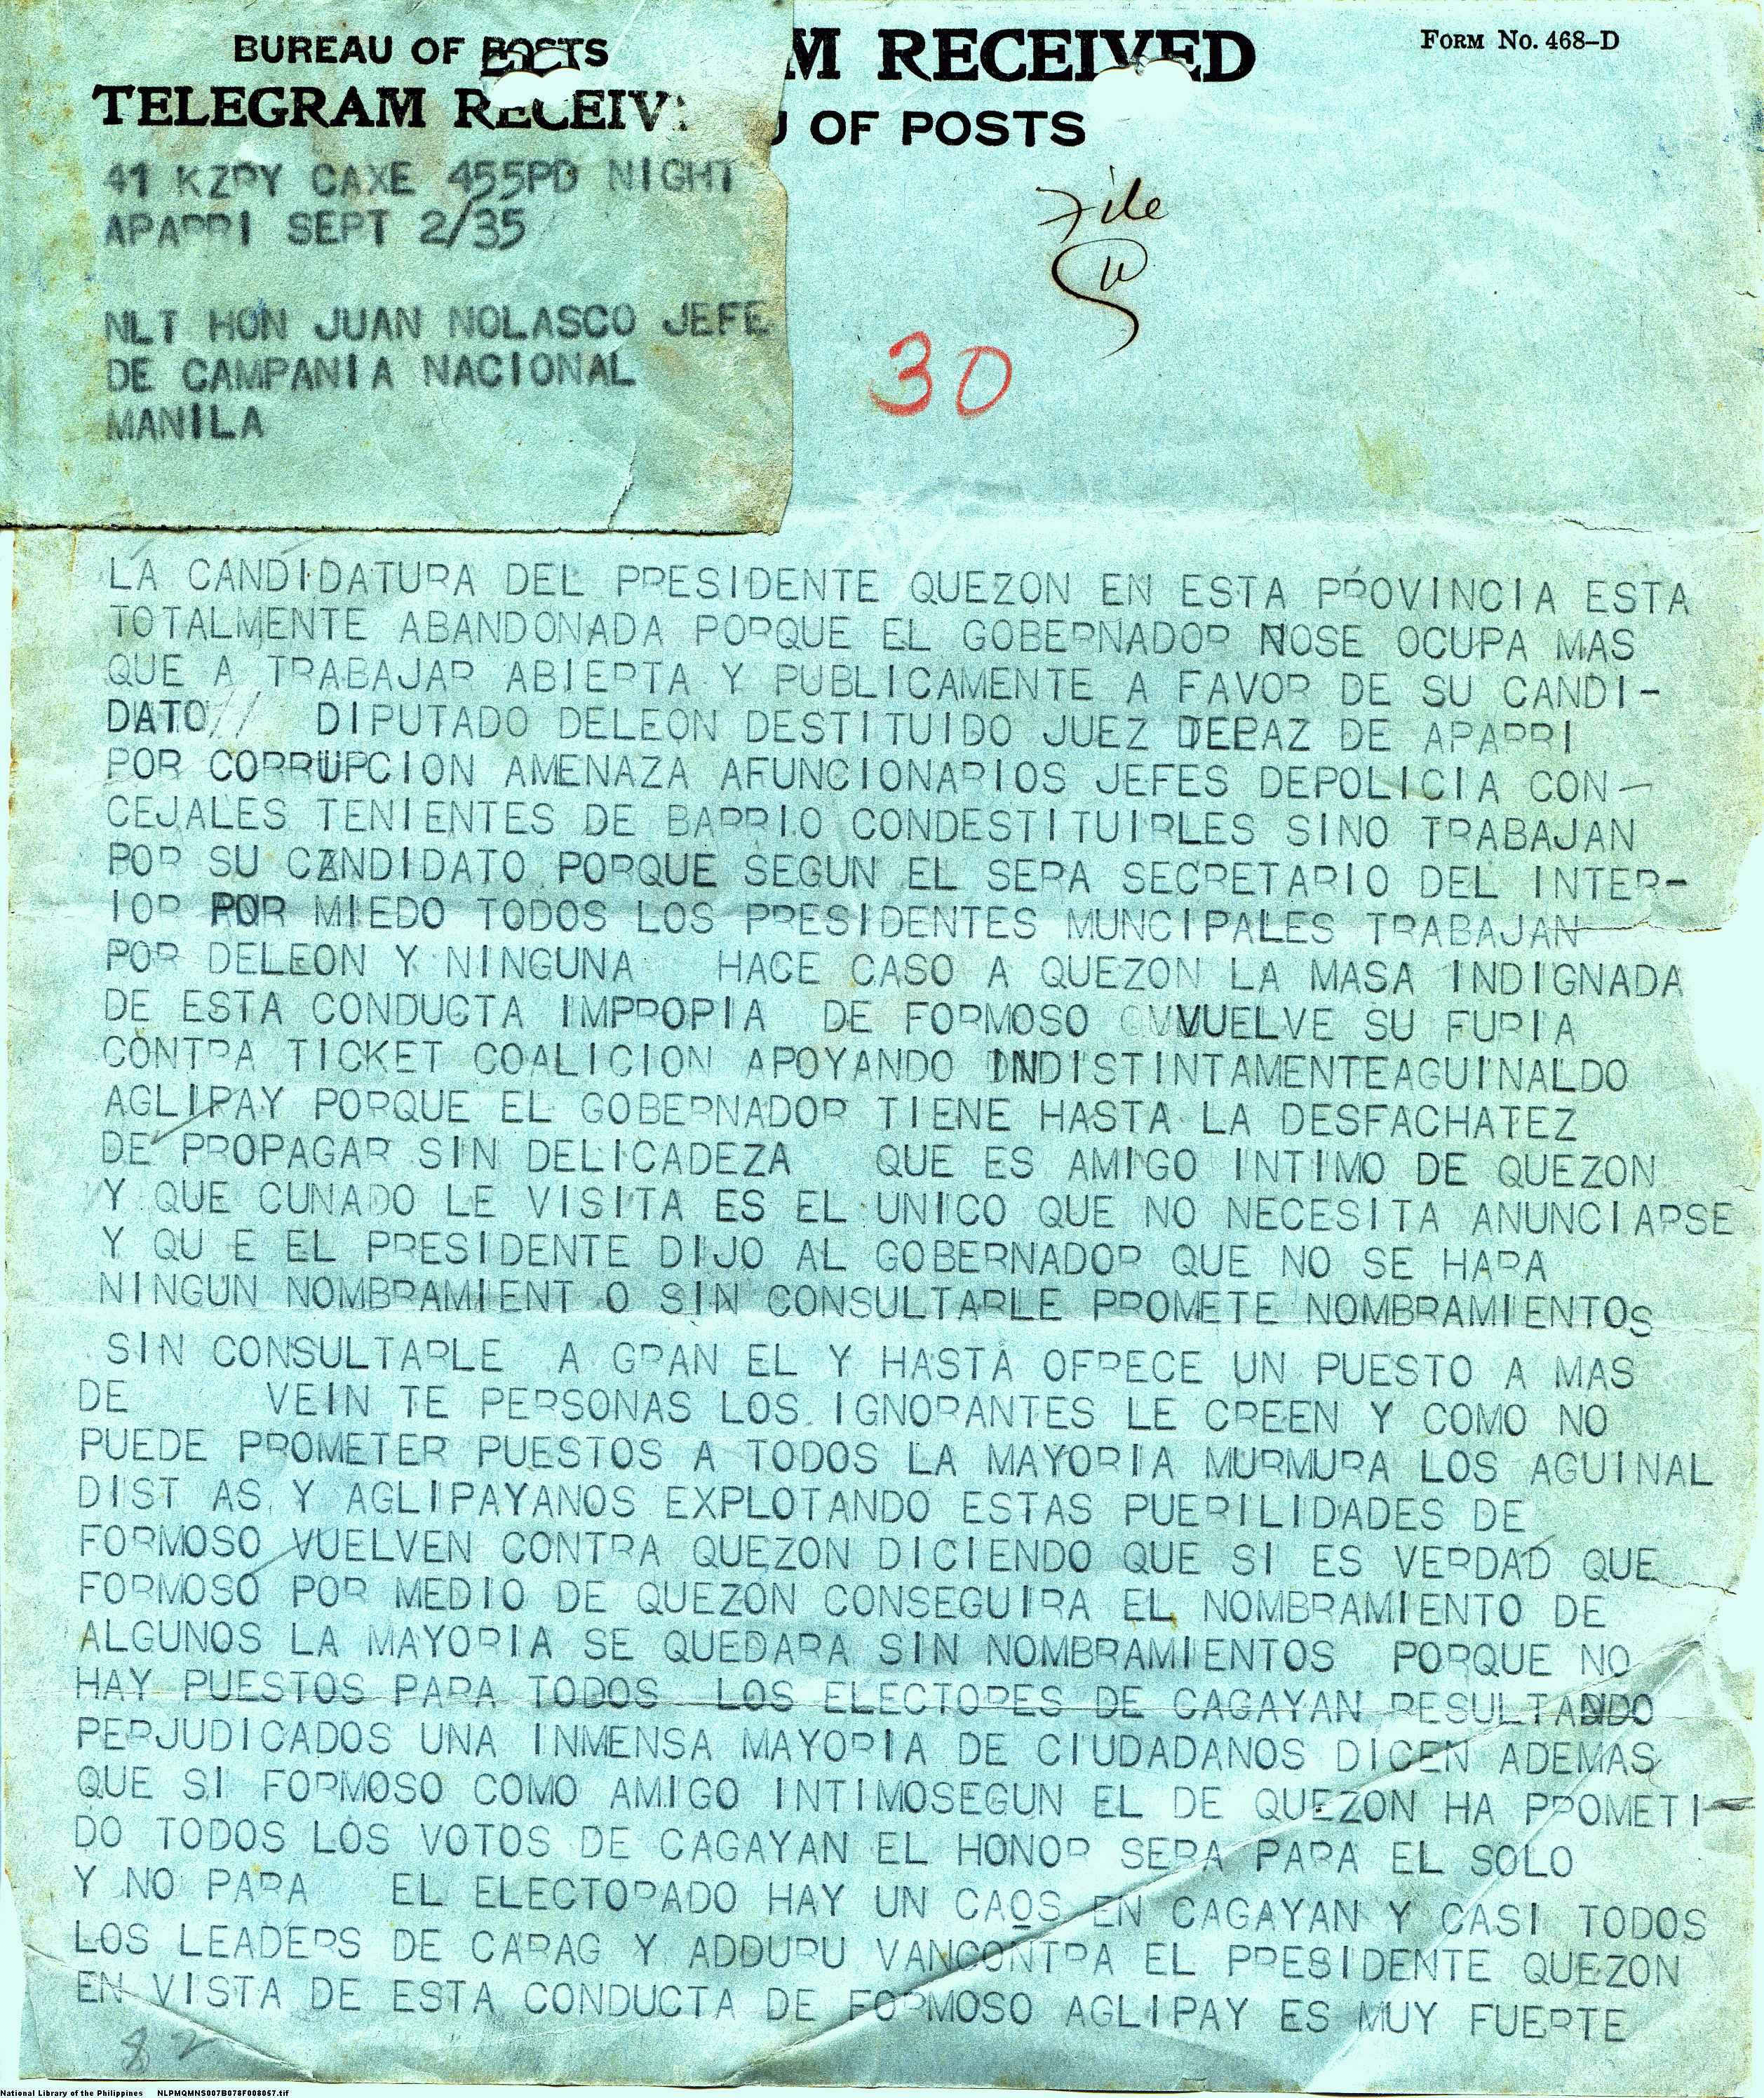 BUREAU OF POSTS
TELEGRAM RECEIV
M RECEIVED
U OF POSTS
FORM NO. 468-D
41 KZPY CAXE 455PD NIGHT
APARRI SEPT 2/35
File
30
NLT HON JUAN NOLASCO JEFE
DE CAMPANIA NACIONAL
MANILA
LA CANDIDATURA DEL PRESIDENTE QUEZON EN ESTA PROVINCIA ESTA
TOTALMENTE ABANDONADA PORQUE EL GOBERNADOR NOSE OCUPA MAS
QUE A TRABAJAR ABIERTA Y PUBLICAMENTE A FAVOR DE SU CANDI-
DATO// DIPUTADO DELEON DESTITUIDO JUEZ DEPAZ DE APARRI
POR CORRUPCION AMENAZA AFUNCIONARIOS JEFES DEPOLICIA CON-
CEJALES TENIENTES DE BARRIO CONDESTITUIRLES SINO TRABAJAN
POR SU CANDIDATO PORQUE SEGUN EL SERA SECRETARIO DEL INTER-
IOR POR MIEDO TODOS LOS PRESIDENTES MUNCIPALES TRABAJAN
POR DELEON Y NINGUNA HACE CASO A QUEZON LA MASA INDIGNADA
DE ESTA CONDUCTA IMPROPIA DE FORMOSO VUELVE SU FURIA
CONTRA TICKET COALICION APOYANDO INDISTINTAMENTEAGUINALDO
AGLIPAY PORQUE EL GOBERNADOR TIENE HASTA LA DESFACHATEZ
DE PROPAGAR SIN DELICADEZA QUE ES AMIGO INTIMO DE QUEZON
Y QUE CUNADO LE VISITA ES EL UNICO QUE NO NECESITA ANUNCIARSE
Y QU E EL PRESIDENTE DIJO AL GOBERNADOR QUE NO SE HARA
NINGUN NOMBRAMIENT O SIN CONSULTARLE PROMETE NOMBRAMIENTOS
SIN CONSULTARLE A GRAN EL Y HASTA OFRECE UN PUESTO A MAS
DE VEIN TE PERSONAS LOS IGNORANTES LE CREEN Y COMO NO
PUEDE PROMETER PUESTOS A TODOS LA MAYORIA MURMURA LOS AGUINAL
DIST AS Y AGLIPAYANOS EXPLOTANDO ESTAS PUERILIDADES DE
FORMOSO VUELVEN CONTRA QUEZON DICIENDO QUE SI ES VERDAD QUE
FORMOSO POR MEDIO DE QUEZON CONSEGUIRA EL NOMBRAMIENTO DE
ALGUNOS LA MAYORIA SE QUEDARA SIN NOMBRAMIENTOS PORQUE NO
HAY PUESTOS PARA TODOS LOS ELECTORES DE CAGAYAN RESULTANDO
PERJUDICADOS UNA INMENSA MAYORIA DE CIUDADANOS DICEN ADEMAS
QUE SI FORMOSO COMO AMIGO INTIMOSEGUN EL DE QUEZON HA PROMETI-
DO TODOS LOS VOTOS DE CAGAYAN EL HONOR SERA PARA EL SOLO
Y NO PARA EL ELECTORADO HAY UN CAOS EN CAGAYAN Y CASI TODOS
LOS LEADERS DE CARAG Y ADDURU VANCONTRA EL PRESIDENTE QUEZON
EN VISTA DE ESTA CONDUCTA DE FORMOSO AGLIPAY ES MUY FUERTE
82
National Library of the Philippines NLPMQMNS007B078F008057.tif